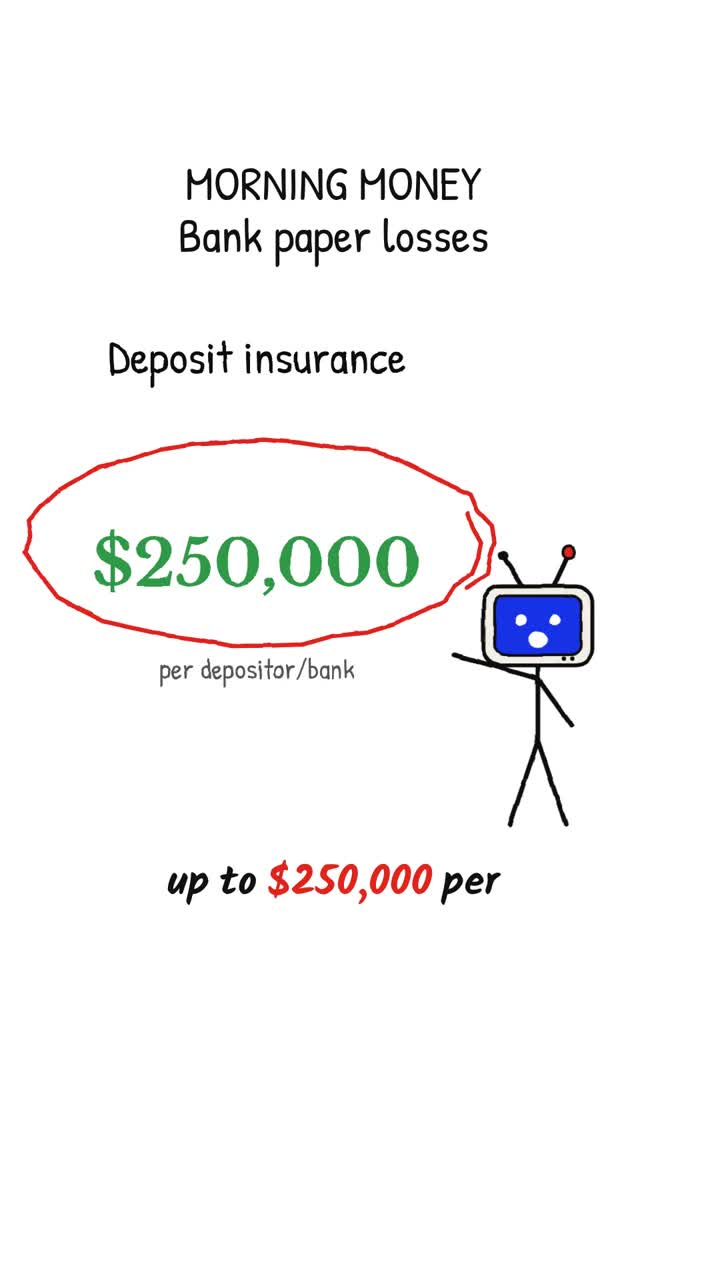 MORNING MONEY
Bank paper losses
Deposit insurance
$250,000
per depositor/bank
up to $250,000 per